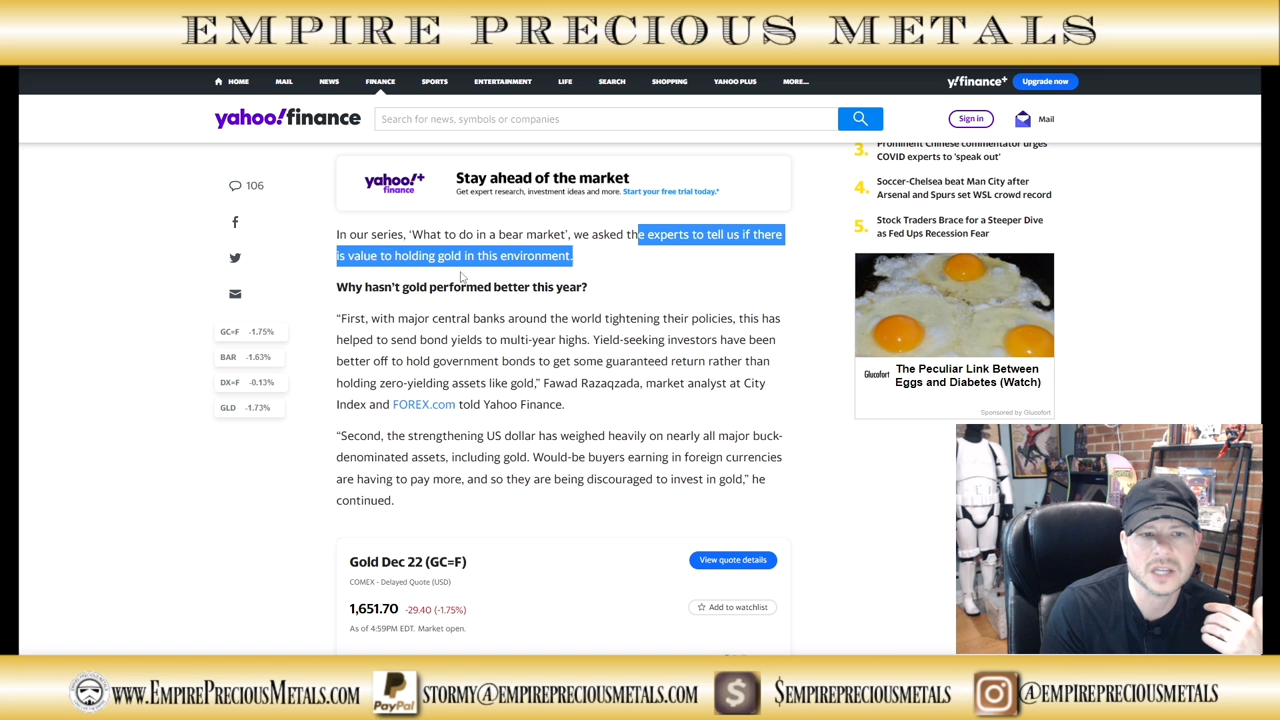 EMPIRE PRECIOUS METALS
HOME MAIL NEWS FINANCE SPORTS ENTERTAINMENT LIFE SEARCH SHOPPING YAHOO PLUS MORE...
y!finance+ Upgrade now
yahoo!finance
Search for news, symbols or companies
Sign in
Mail
106
GC=F -1.75%
BAR -1.63%
DX=F -0.13%
GLD -1.73%
yahoo!+ finance
Stay ahead of the market
Get expert research, investment ideas and more. Start your free trial today.*
In our series, ‘What to do in a bear market’, we asked the experts to tell us if there
is value to holding gold in this environment.
Why hasn’t gold performed better this year?
“First, with major central banks around the world tightening their policies, this has
helped to send bond yields to multi-year highs. Yield-seeking investors have been
better off to hold government bonds to get some guaranteed return rather than
holding zero-yielding assets like gold,” Fawad Razaqzada, market analyst at City
Index and FOREX.com told Yahoo Finance.
“Second, the strengthening US dollar has weighed heavily on nearly all major buck-
denominated assets, including gold. Would-be buyers earning in foreign currencies
are having to pay more, and so they are being discouraged to invest in gold,” he
continued.
Gold Dec 22 (GC=F)
View quote details
COMEX - Delayed Quote (USD)
1,651.70 -29.40 (-1.75%)
Add to watchlist
As of 4:59PM EDT. Market open.
3. Prominent Chinese commentator urges
COVID experts to 'speak out'
4. Soccer-Chelsea beat Man City after
Arsenal and Spurs set WSL crowd record
5. Stock Traders Brace for a Steeper Dive
as Fed Ups Recession Fear
Glucofort
The Peculiar Link Between
Eggs and Diabetes (Watch)
Sponsored by Glucofort
www.EmpirePreciousMetals.com
PayPal
stormy@empirepreciousmetals.com
$empirepreciousmetals
@empirepreciousmetals